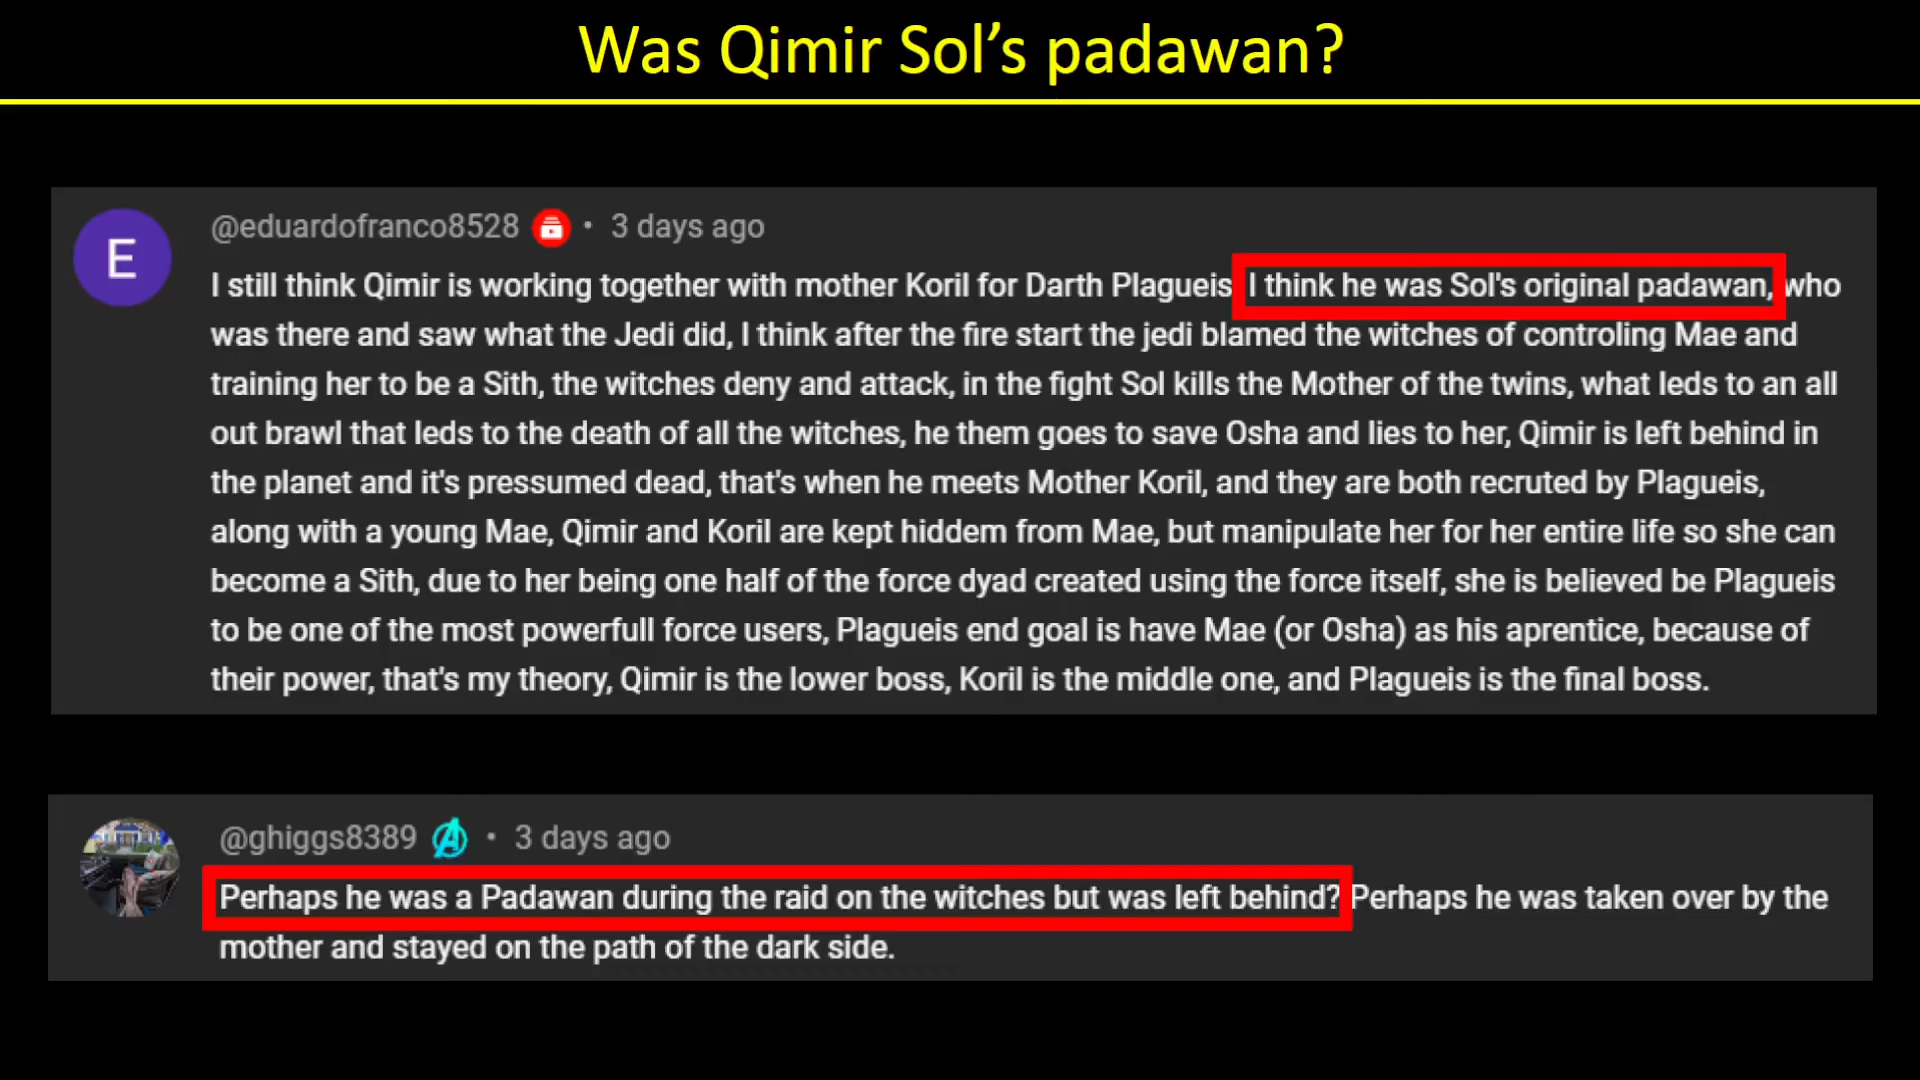 Was Qimir Sol’s padawan?
E
@eduardofranco8528 • 3 days ago
I still think Qimir is working together with mother Koril for Darth Plagueis I think he was Sol's original padawan, who
was there and saw what the Jedi did, I think after the fire start the jedi blamed the witches of controling Mae and
training her to be a Sith, the witches deny and attack, in the fight Sol kills the Mother of the twins, what leds to an all
out brawl that leds to the death of all the witches, he them goes to save Osha and lies to her, Qimir is left behind in
the planet and it's pressumed dead, that's when he meets Mother Koril, and they are both recruted by Plagueis,
along with a young Mae, Qimir and Koril are kept hiddem from Mae, but manipulate her for her entire life so she can
become a Sith, due to her being one half of the force dyad created using the force itself, she is believed be Plagueis
to be one of the most powerfull force users, Plagueis end goal is have Mae (or Osha) as his aprentice, because of
their power, that's my theory, Qimir is the lower boss, Koril is the middle one, and Plagueis is the final boss.
@ghiggs8389 • 3 days ago
Perhaps he was a Padawan during the raid on the witches but was left behind? Perhaps he was taken over by the
mother and stayed on the path of the dark side.